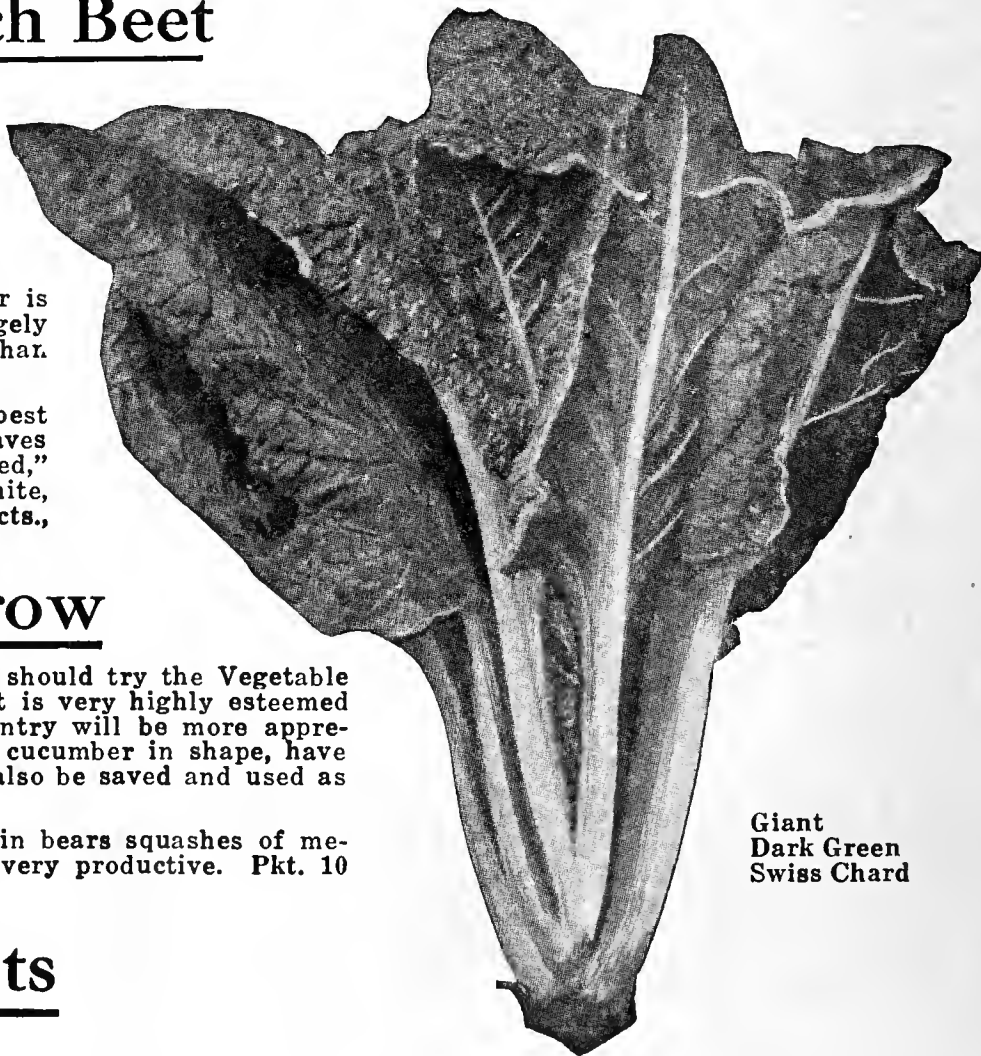 ch Beet
r is
gely
har.
best
aves
ed,"
ite,
cts.,
row
should try the Vegetable
t is very highly esteemed
ntry will be more appre-
cucumber in shape, have
also be saved and used as
in bears squashes of me-
very productive. Pkt. 10
ts
Giant
Dark Green
Swiss Chard